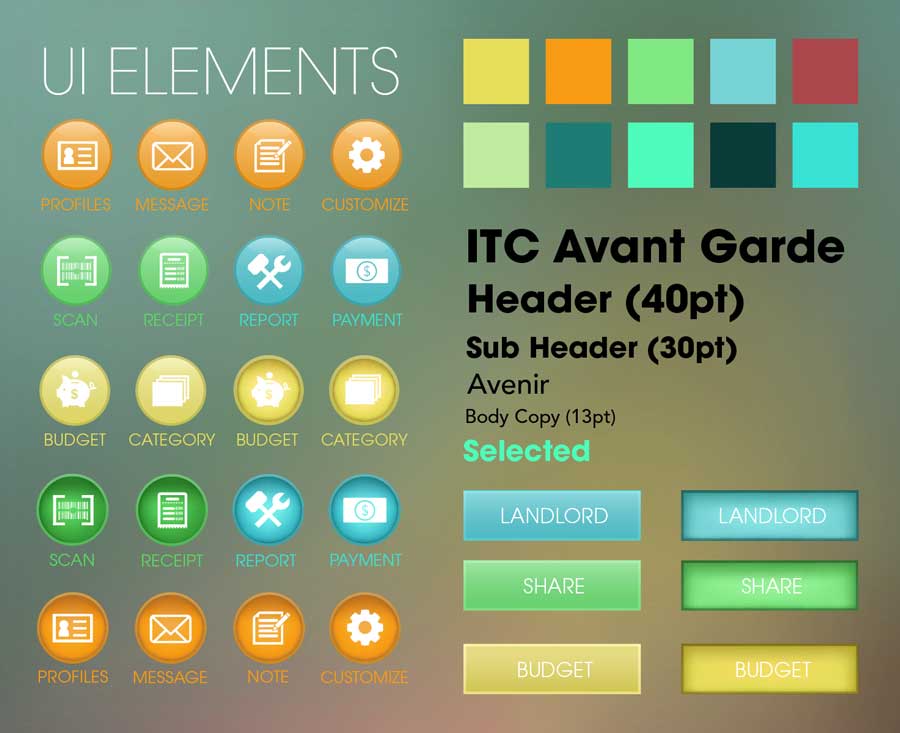 UI ELEMENTS
PROFILES MESSAGE NOTE CUSTOMIZE
SCAN RECEIPT REPORT PAYMENT
BUDGET CATEGORY BUDGET CATEGORY
SCAN RECEIPT REPORT PAYMENT
PROFILES MESSAGE NOTE CUSTOMIZE
ITC Avant Garde
Header (40pt)
Sub Header (30pt)
Avenir
Body Copy (13pt)
Selected
LANDLORD LANDLORD
SHARE SHARE
BUDGET BUDGET